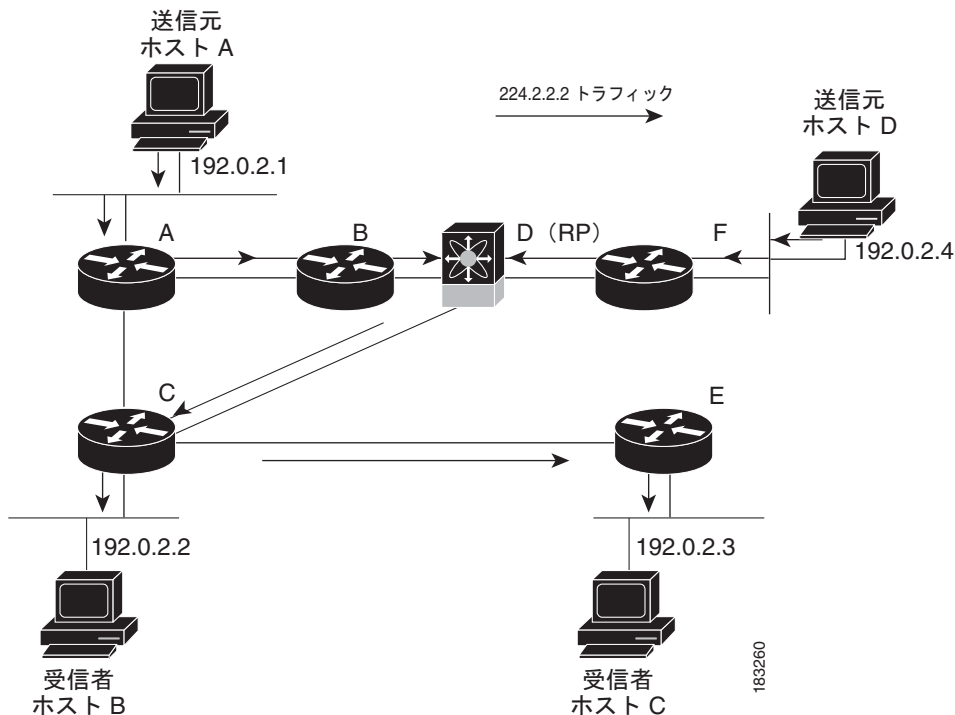 送信元
ホスト A
224.2.2.2 トラフィック
送信元
ホスト D
192.0.2.1
A
B
D（RP）
F
192.0.2.4
C
E
192.0.2.2
192.0.2.3
受信者
ホスト B
受信者
ホスト C
183260